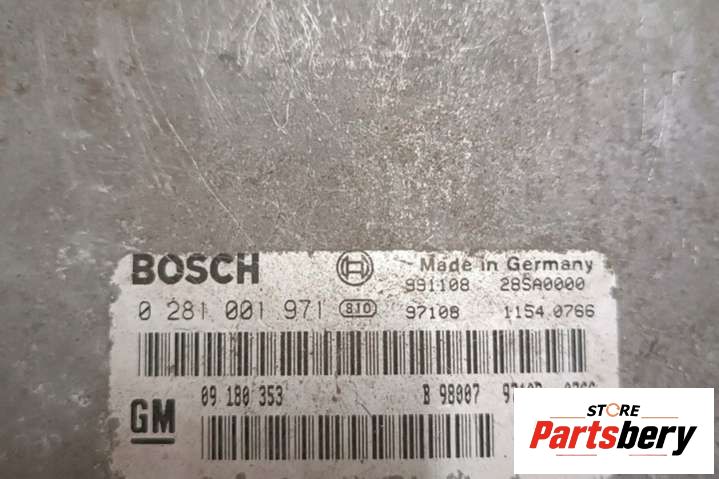 BOSCH
Made in Germany
991108 28SA0000
0 281 001 971 SJ0 97108 1154.0766
09 180 353 B 98007
GM
STORE
Partsbery